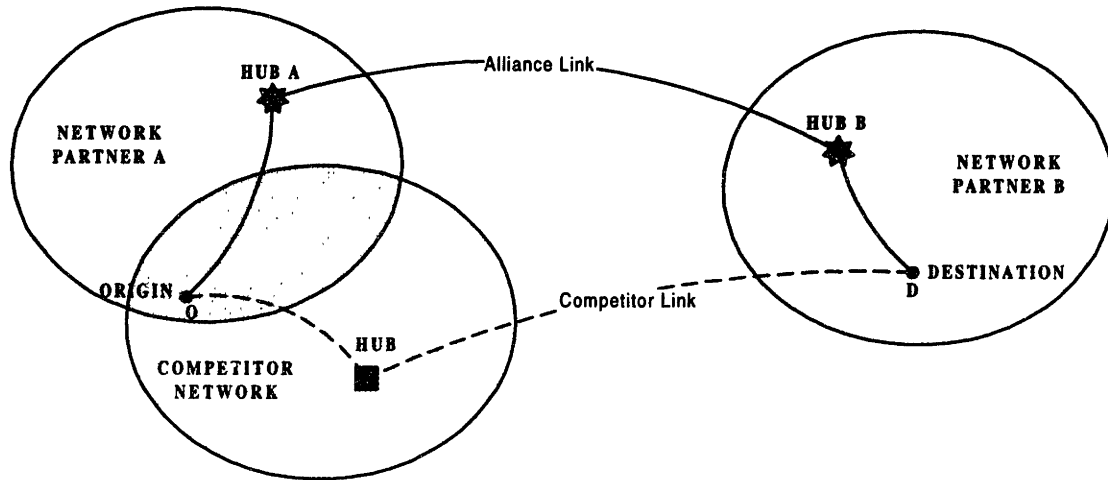 HUB A
Alliance Link
NETWORK
PARTNER A
HUB B
NETWORK
PARTNER B
ORIGIN
O
DESTINATION
D
Competitor Link
HUB
COMPETITOR
NETWORK